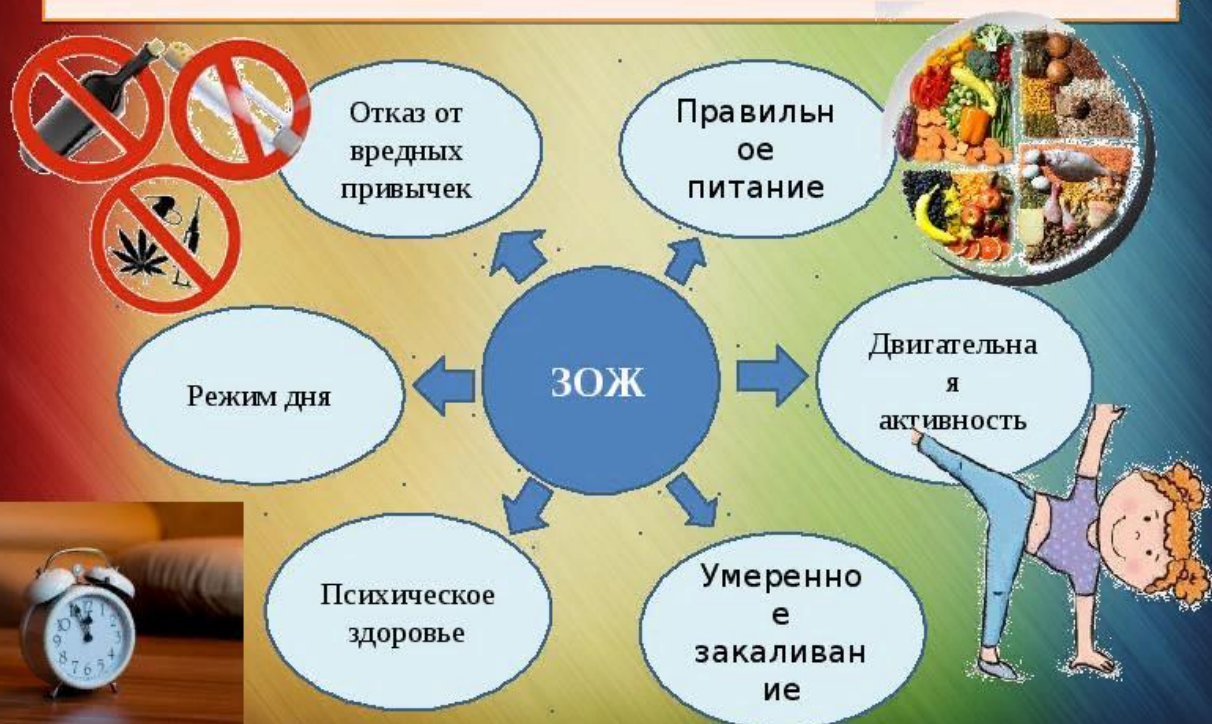 Отказ от
вредных
привычек
Правильн
ое
питание
Режим дня
ЗОЖ
Двигательна
я
активность
Психическое
здоровье
Умеренно
е
закаливан
ие